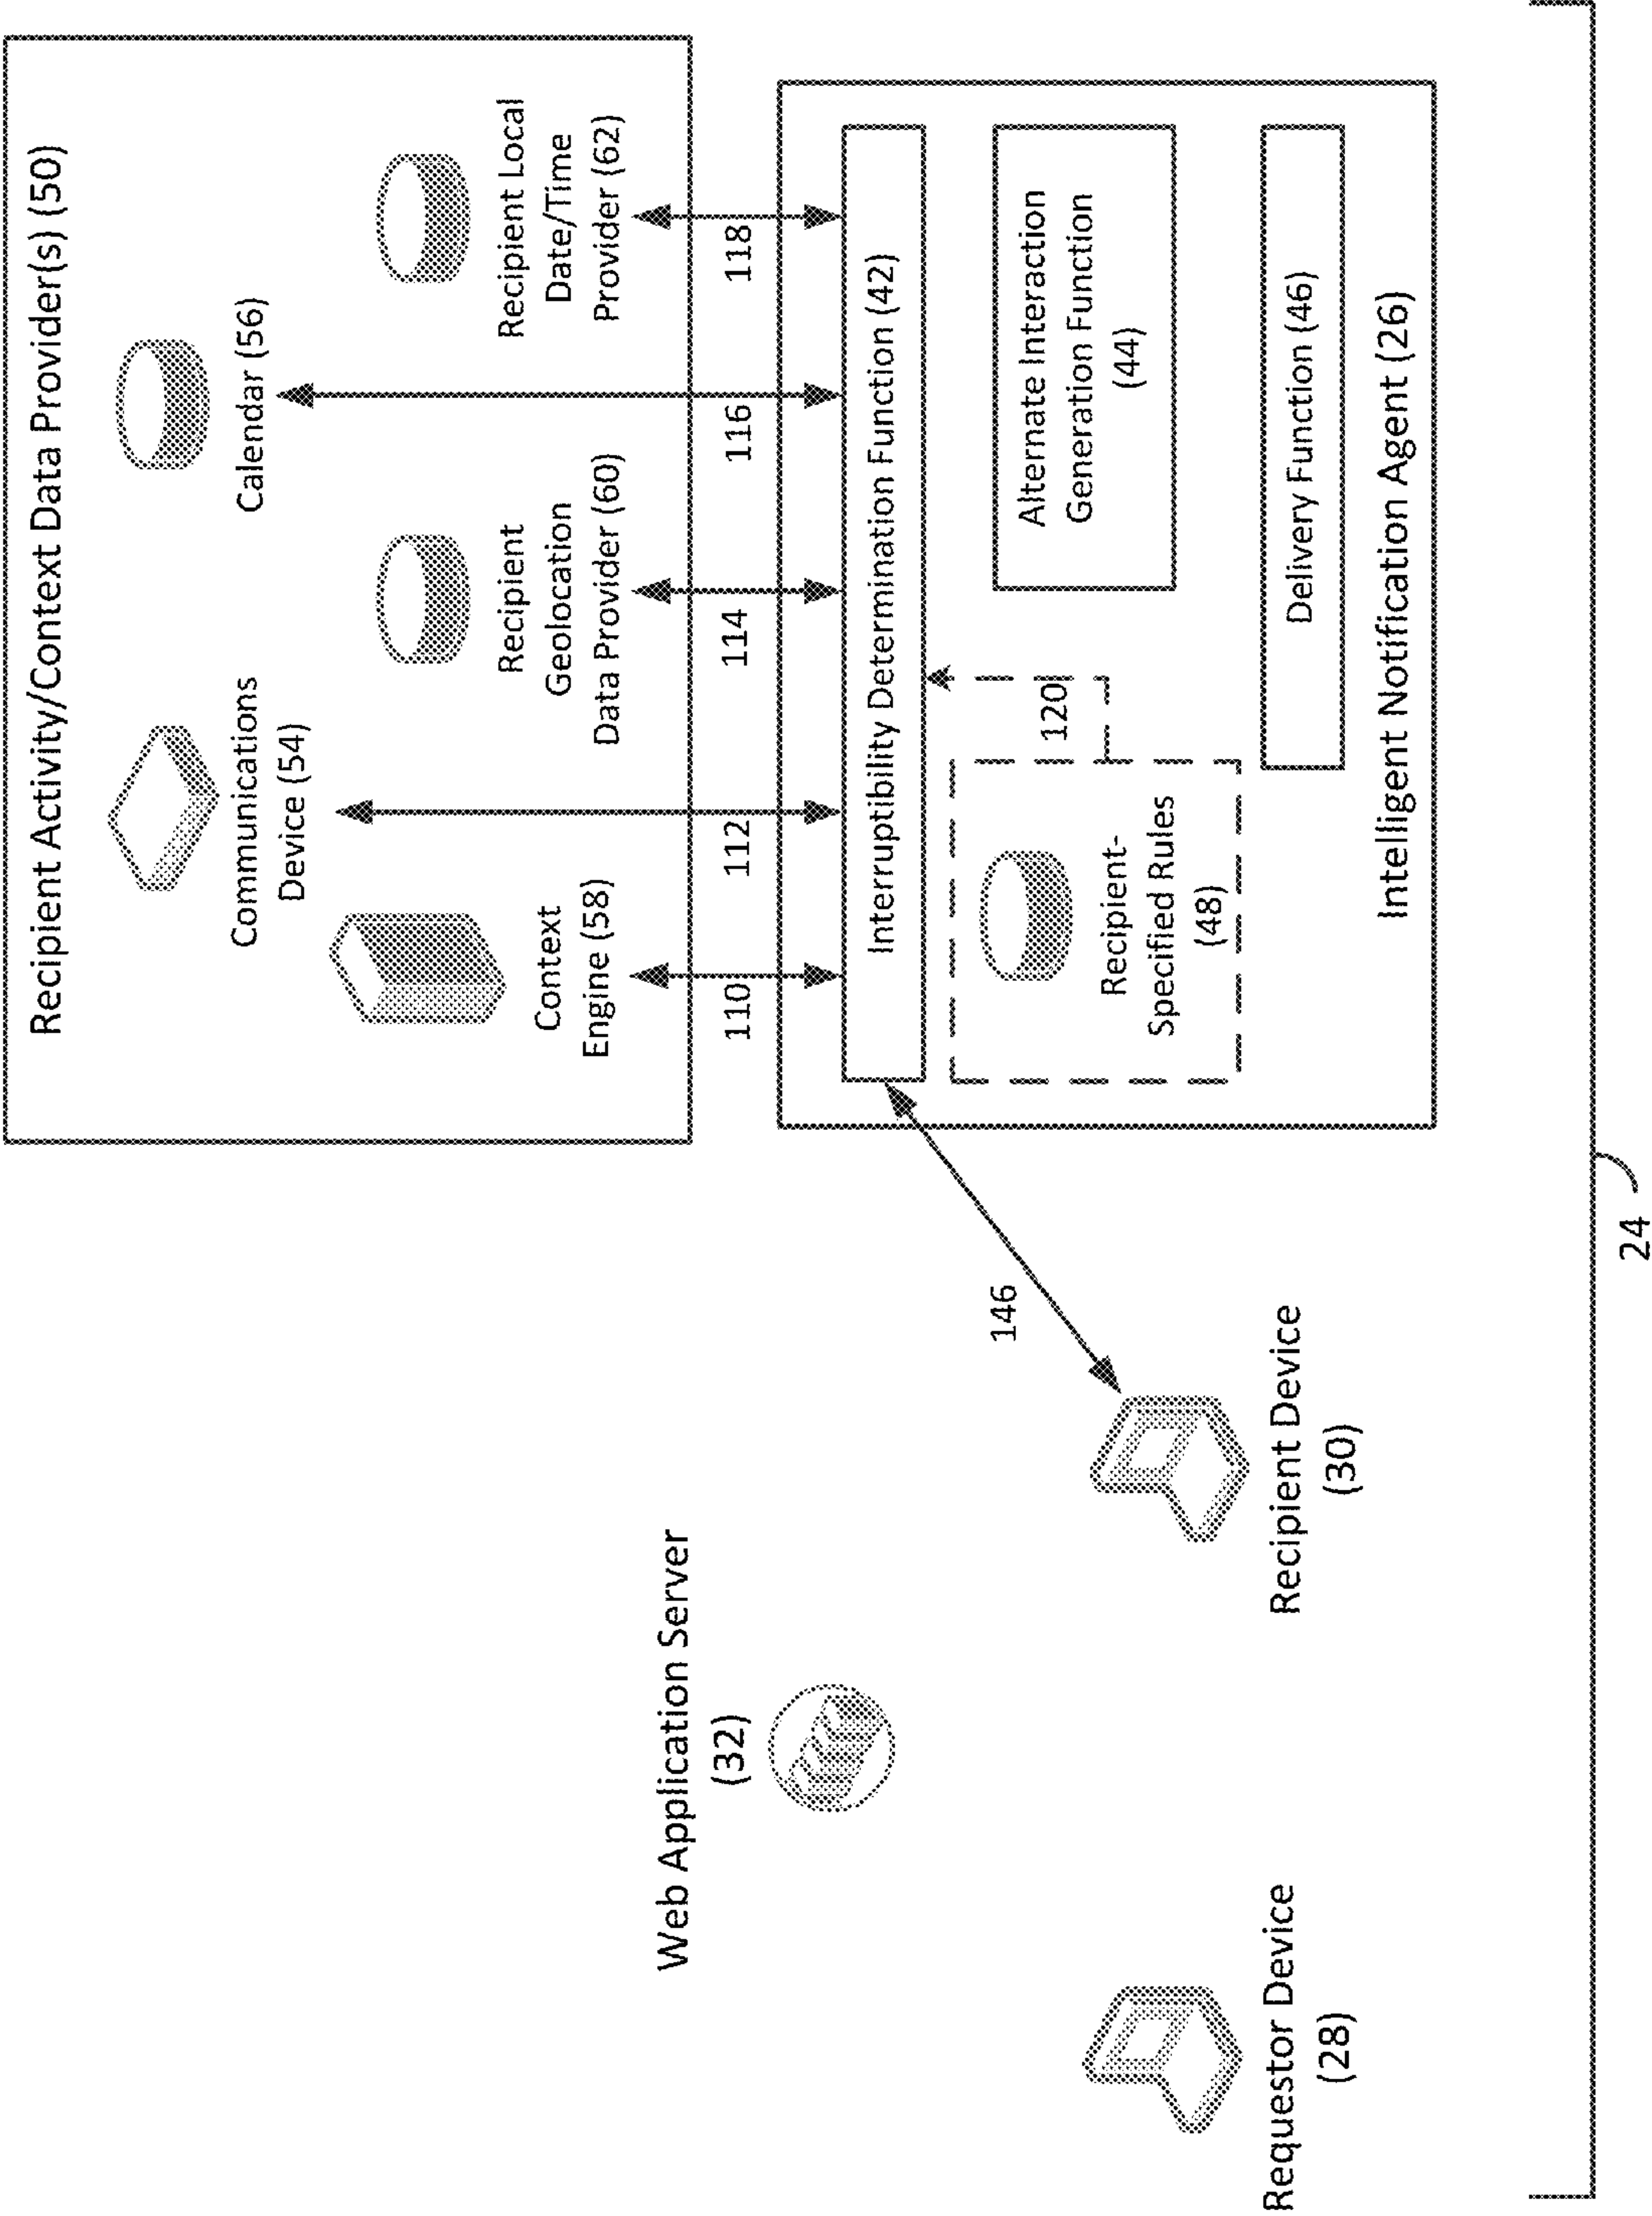 Recipient Activity/Context Data Provider(s) (50)
Communications
Device (54)
Calendar (56)
Context
Engine (58)
Recipient
Geolocation
Data Provider (60)
Recipient Local
Date/Time
Provider (62)
110
112
114
116
118
Web Application Server
(32)
Interruptibility Determination Function (42)
Recipient-
Specified Rules
(48)
120
Alternate Interaction
Generation Function
(44)
Delivery Function (46)
Intelligent Notification Agent (26)
146
Requestor Device
(28)
Recipient Device
(30)
24